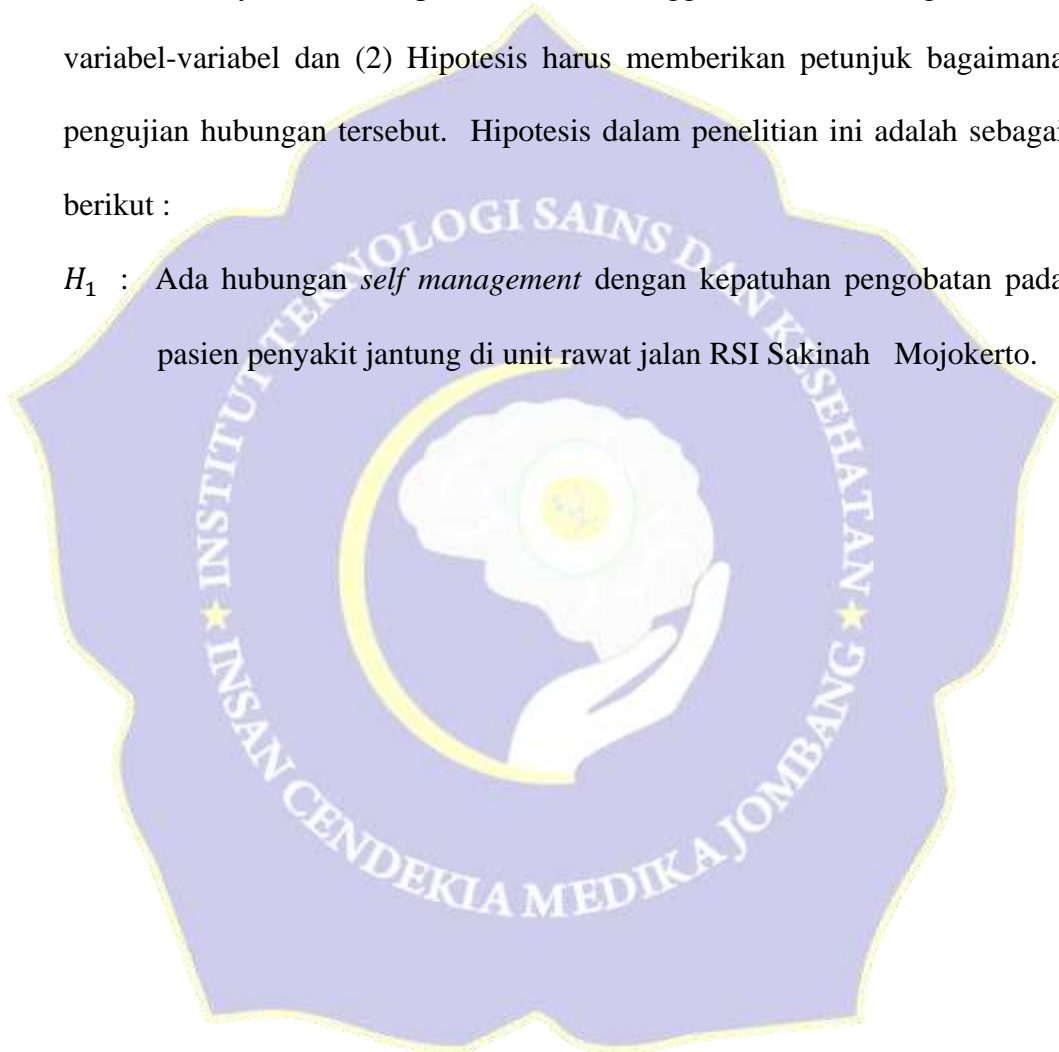 variabel-variabel dan (2) Hipotesis harus memberikan petunjuk bagaimana
pengujian hubungan tersebut. Hipotesis dalam penelitian ini adalah sebagai
berikut :
H₁ : Ada hubungan self management dengan kepatuhan pengobatan pada
pasien penyakit jantung di unit rawat jalan RSI Sakinah Mojokerto.
INSTITUT TEKNOLOGI SAINS DAN KESEHATAN
INSAN CENDEKIA MEDIKA JOMBANG